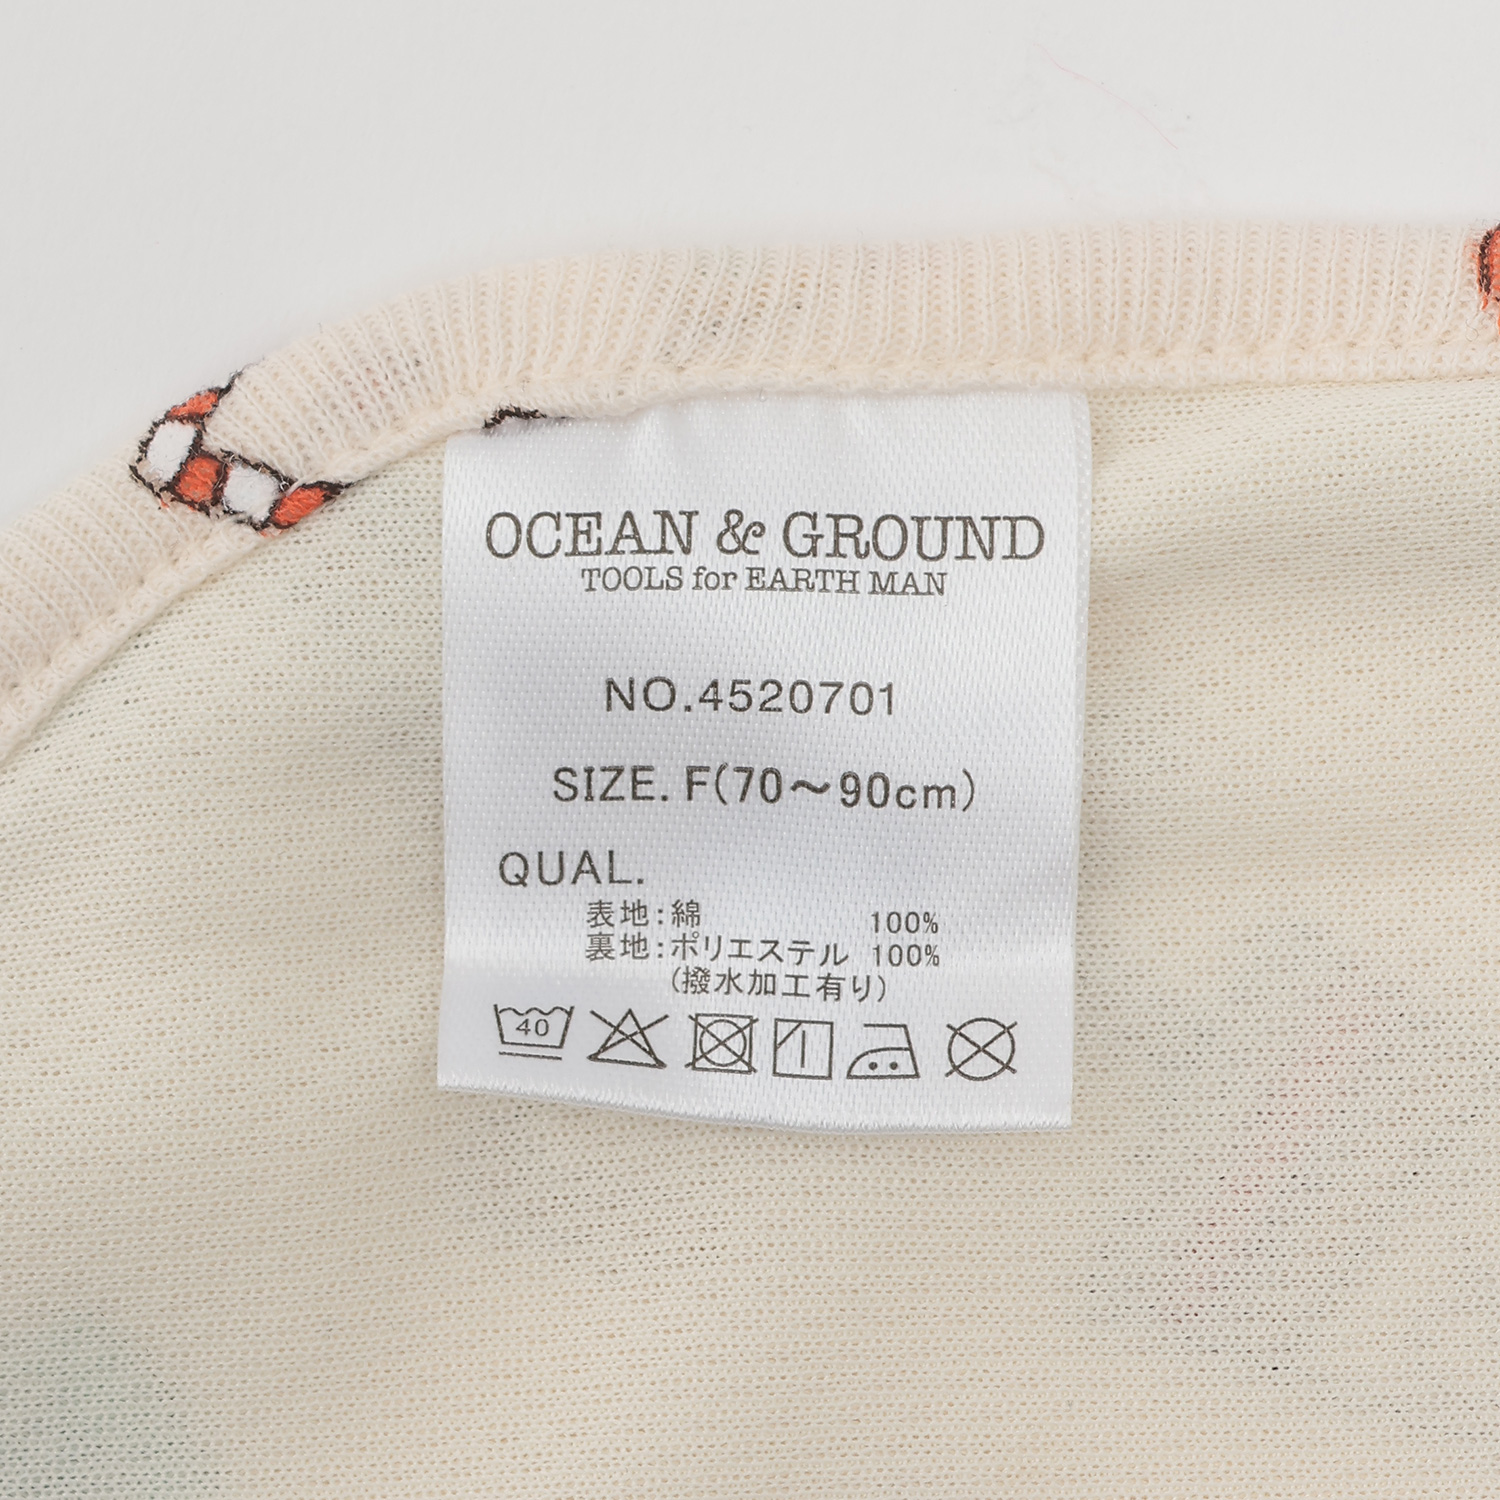 OCEAN & GROUND
TOOLS for EARTH MAN
NO.4520701
SIZE. F(70～90cm)
QUAL.
表地:綿 100%
裏地:ポリエステル 100%
(撥水加工有り)
40